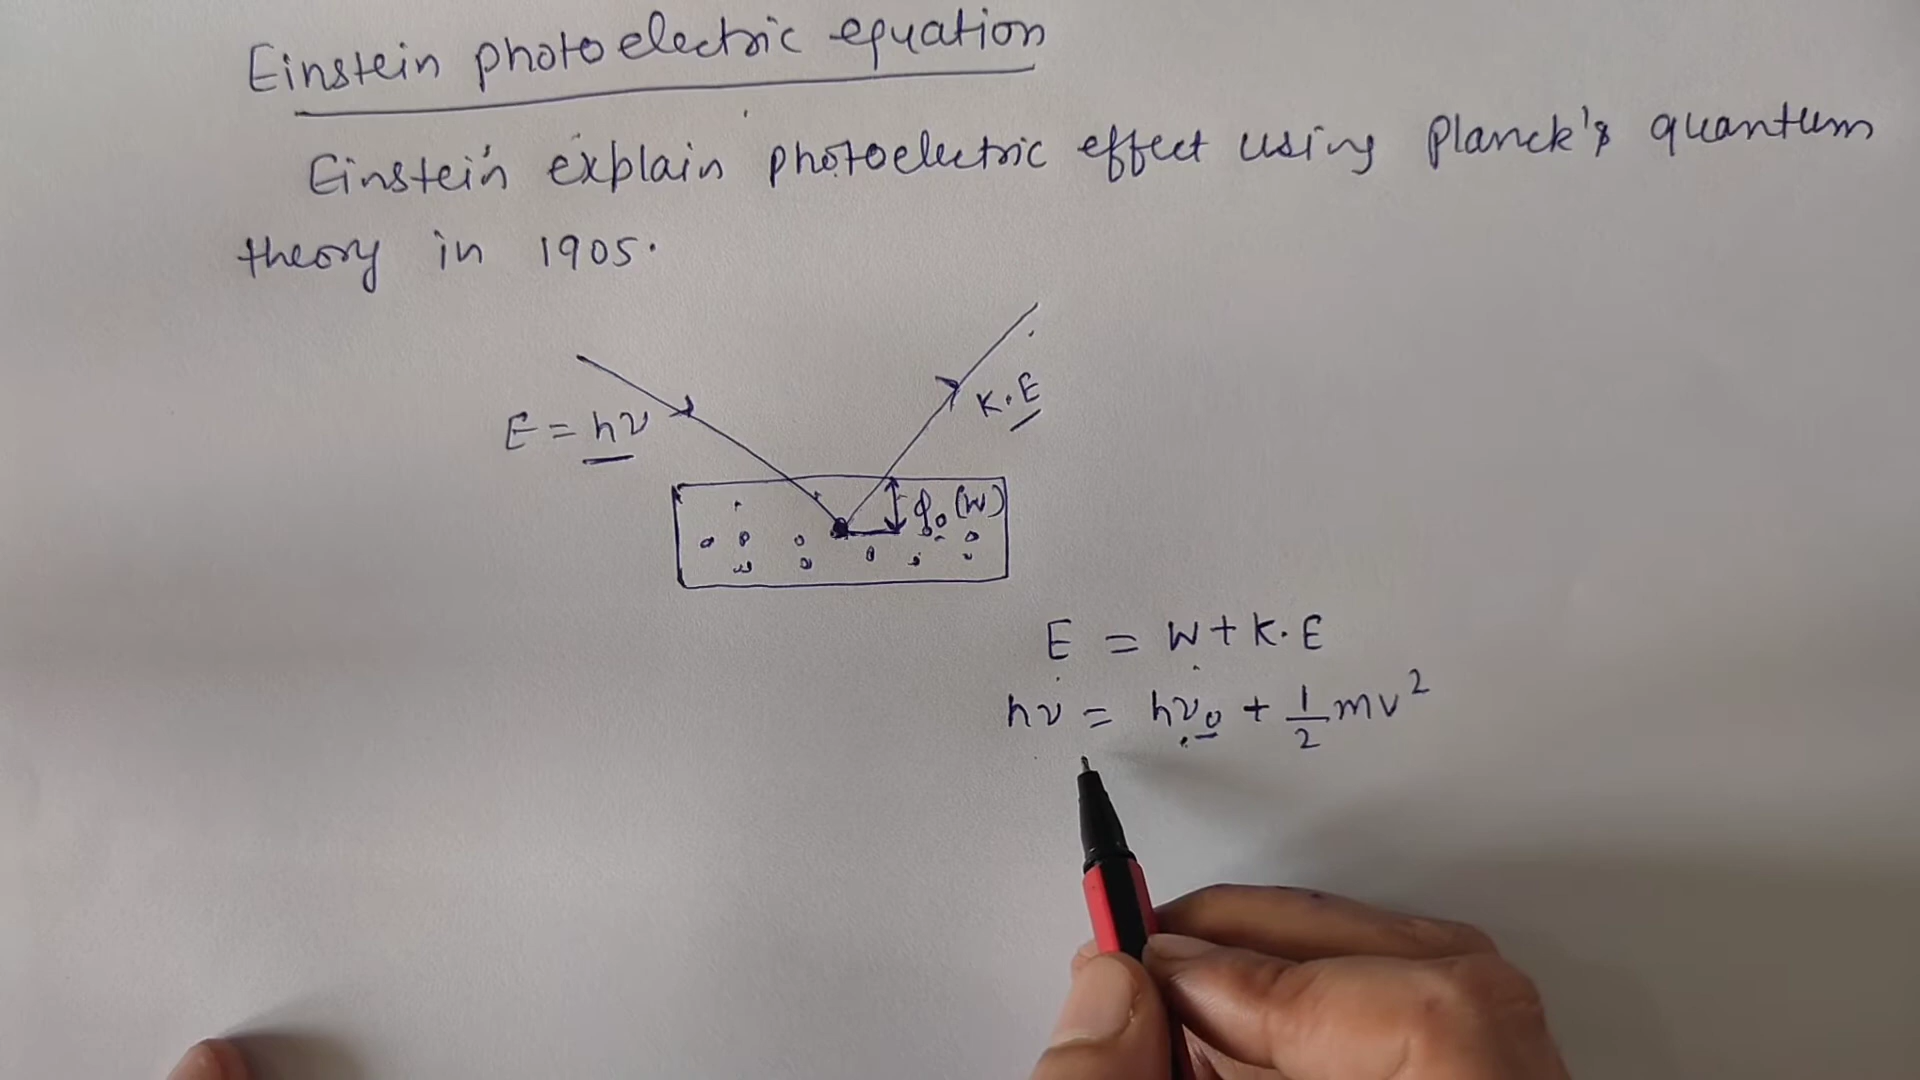 Einstein photoelectric equation
Einstein explain photoelectric effect using Planck's quantum
theory in 1905.
K.E
E = hν
φ₀ (W)
E = W + K.E
hν = hν₀ + 1/2 mv²